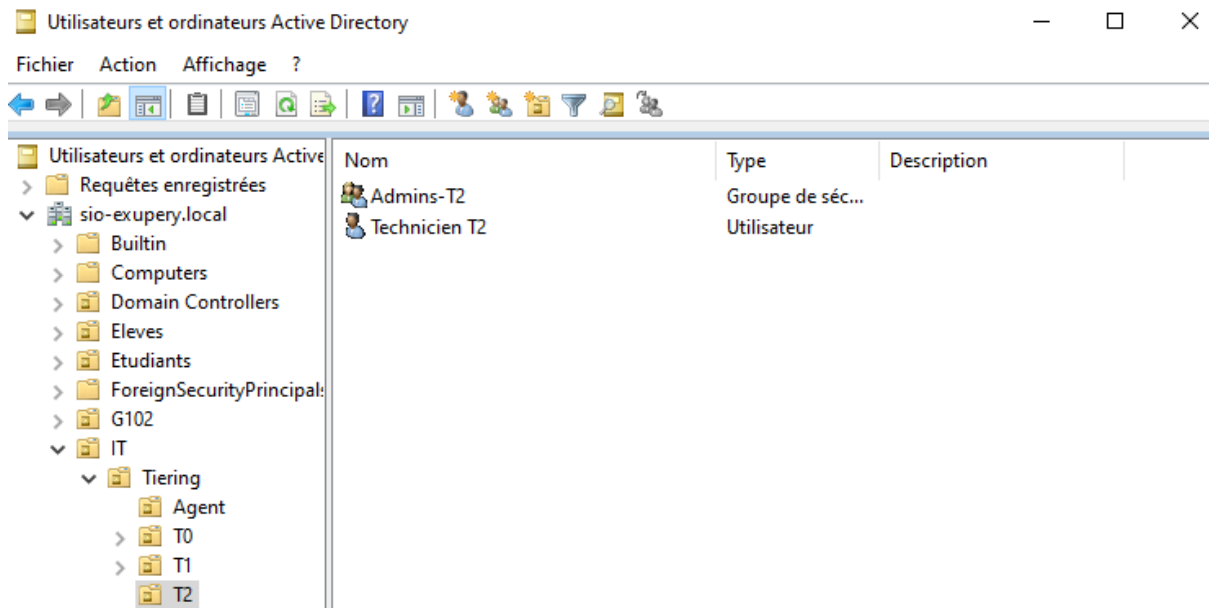 Utilisateurs et ordinateurs Active Directory
Fichier Action Affichage ?
Utilisateurs et ordinateurs Active
Requêtes enregistrées
sio-exupery.local
Builtin
Computers
Domain Controllers
Eleves
Etudiants
ForeignSecurityPrincipals
G102
IT
Tiering
Agent
T0
T1
T2
Nom Type Description
Admins-T2 Groupe de séc...
Technicien T2 Utilisateur